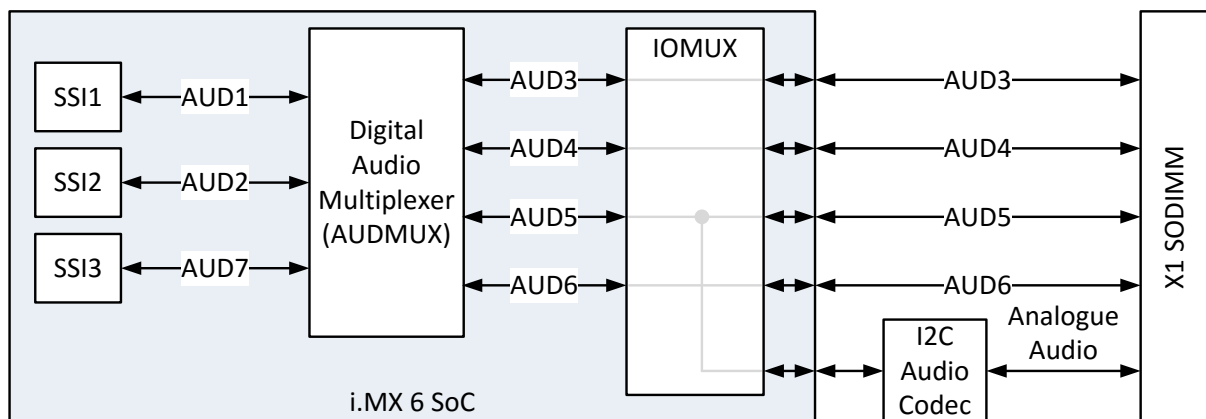 IOMUX
SSI1
AUD1
AUD3
AUD3
Digital
Audio
Multiplexer
(AUDMUX)
AUD4
AUD4
SSI2
AUD2
AUD5
AUD5
SSI3
AUD7
AUD6
AUD6
X1 SODIMM
I2C
Audio
Codec
Analogue
Audio
i.MX 6 SoC